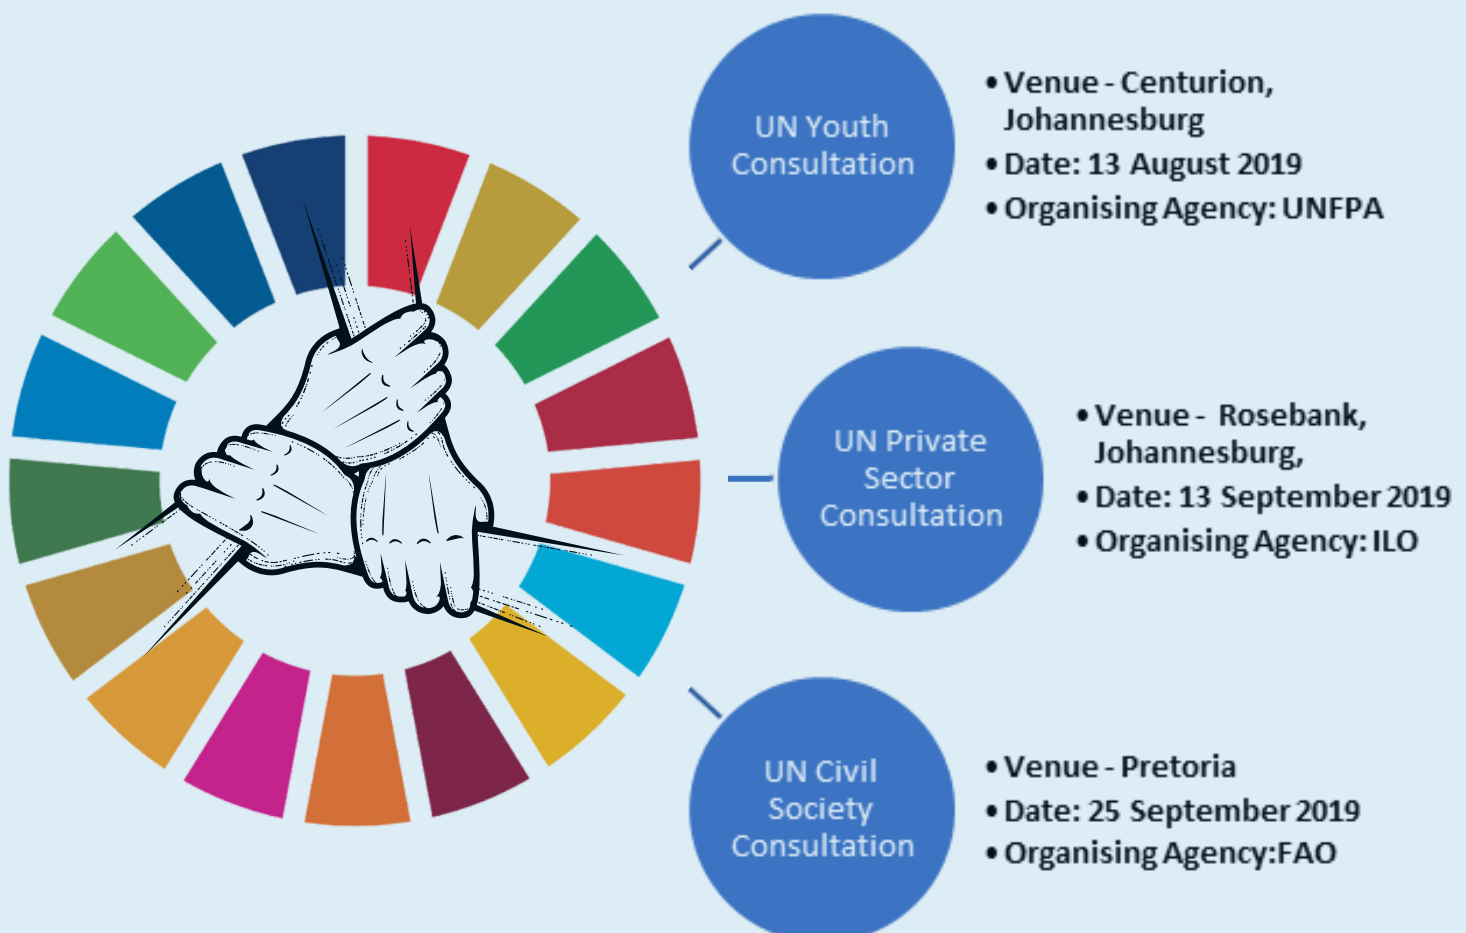 UN Youth
Consultation
• Venue - Centurion,
Johannesburg
• Date: 13 August 2019
• Organising Agency: UNFPA
UN Private
Sector
Consultation
• Venue - Rosebank,
Johannesburg,
• Date: 13 September 2019
• Organising Agency: ILO
UN Civil
Society
Consultation
• Venue - Pretoria
• Date: 25 September 2019
• Organising Agency:FAO